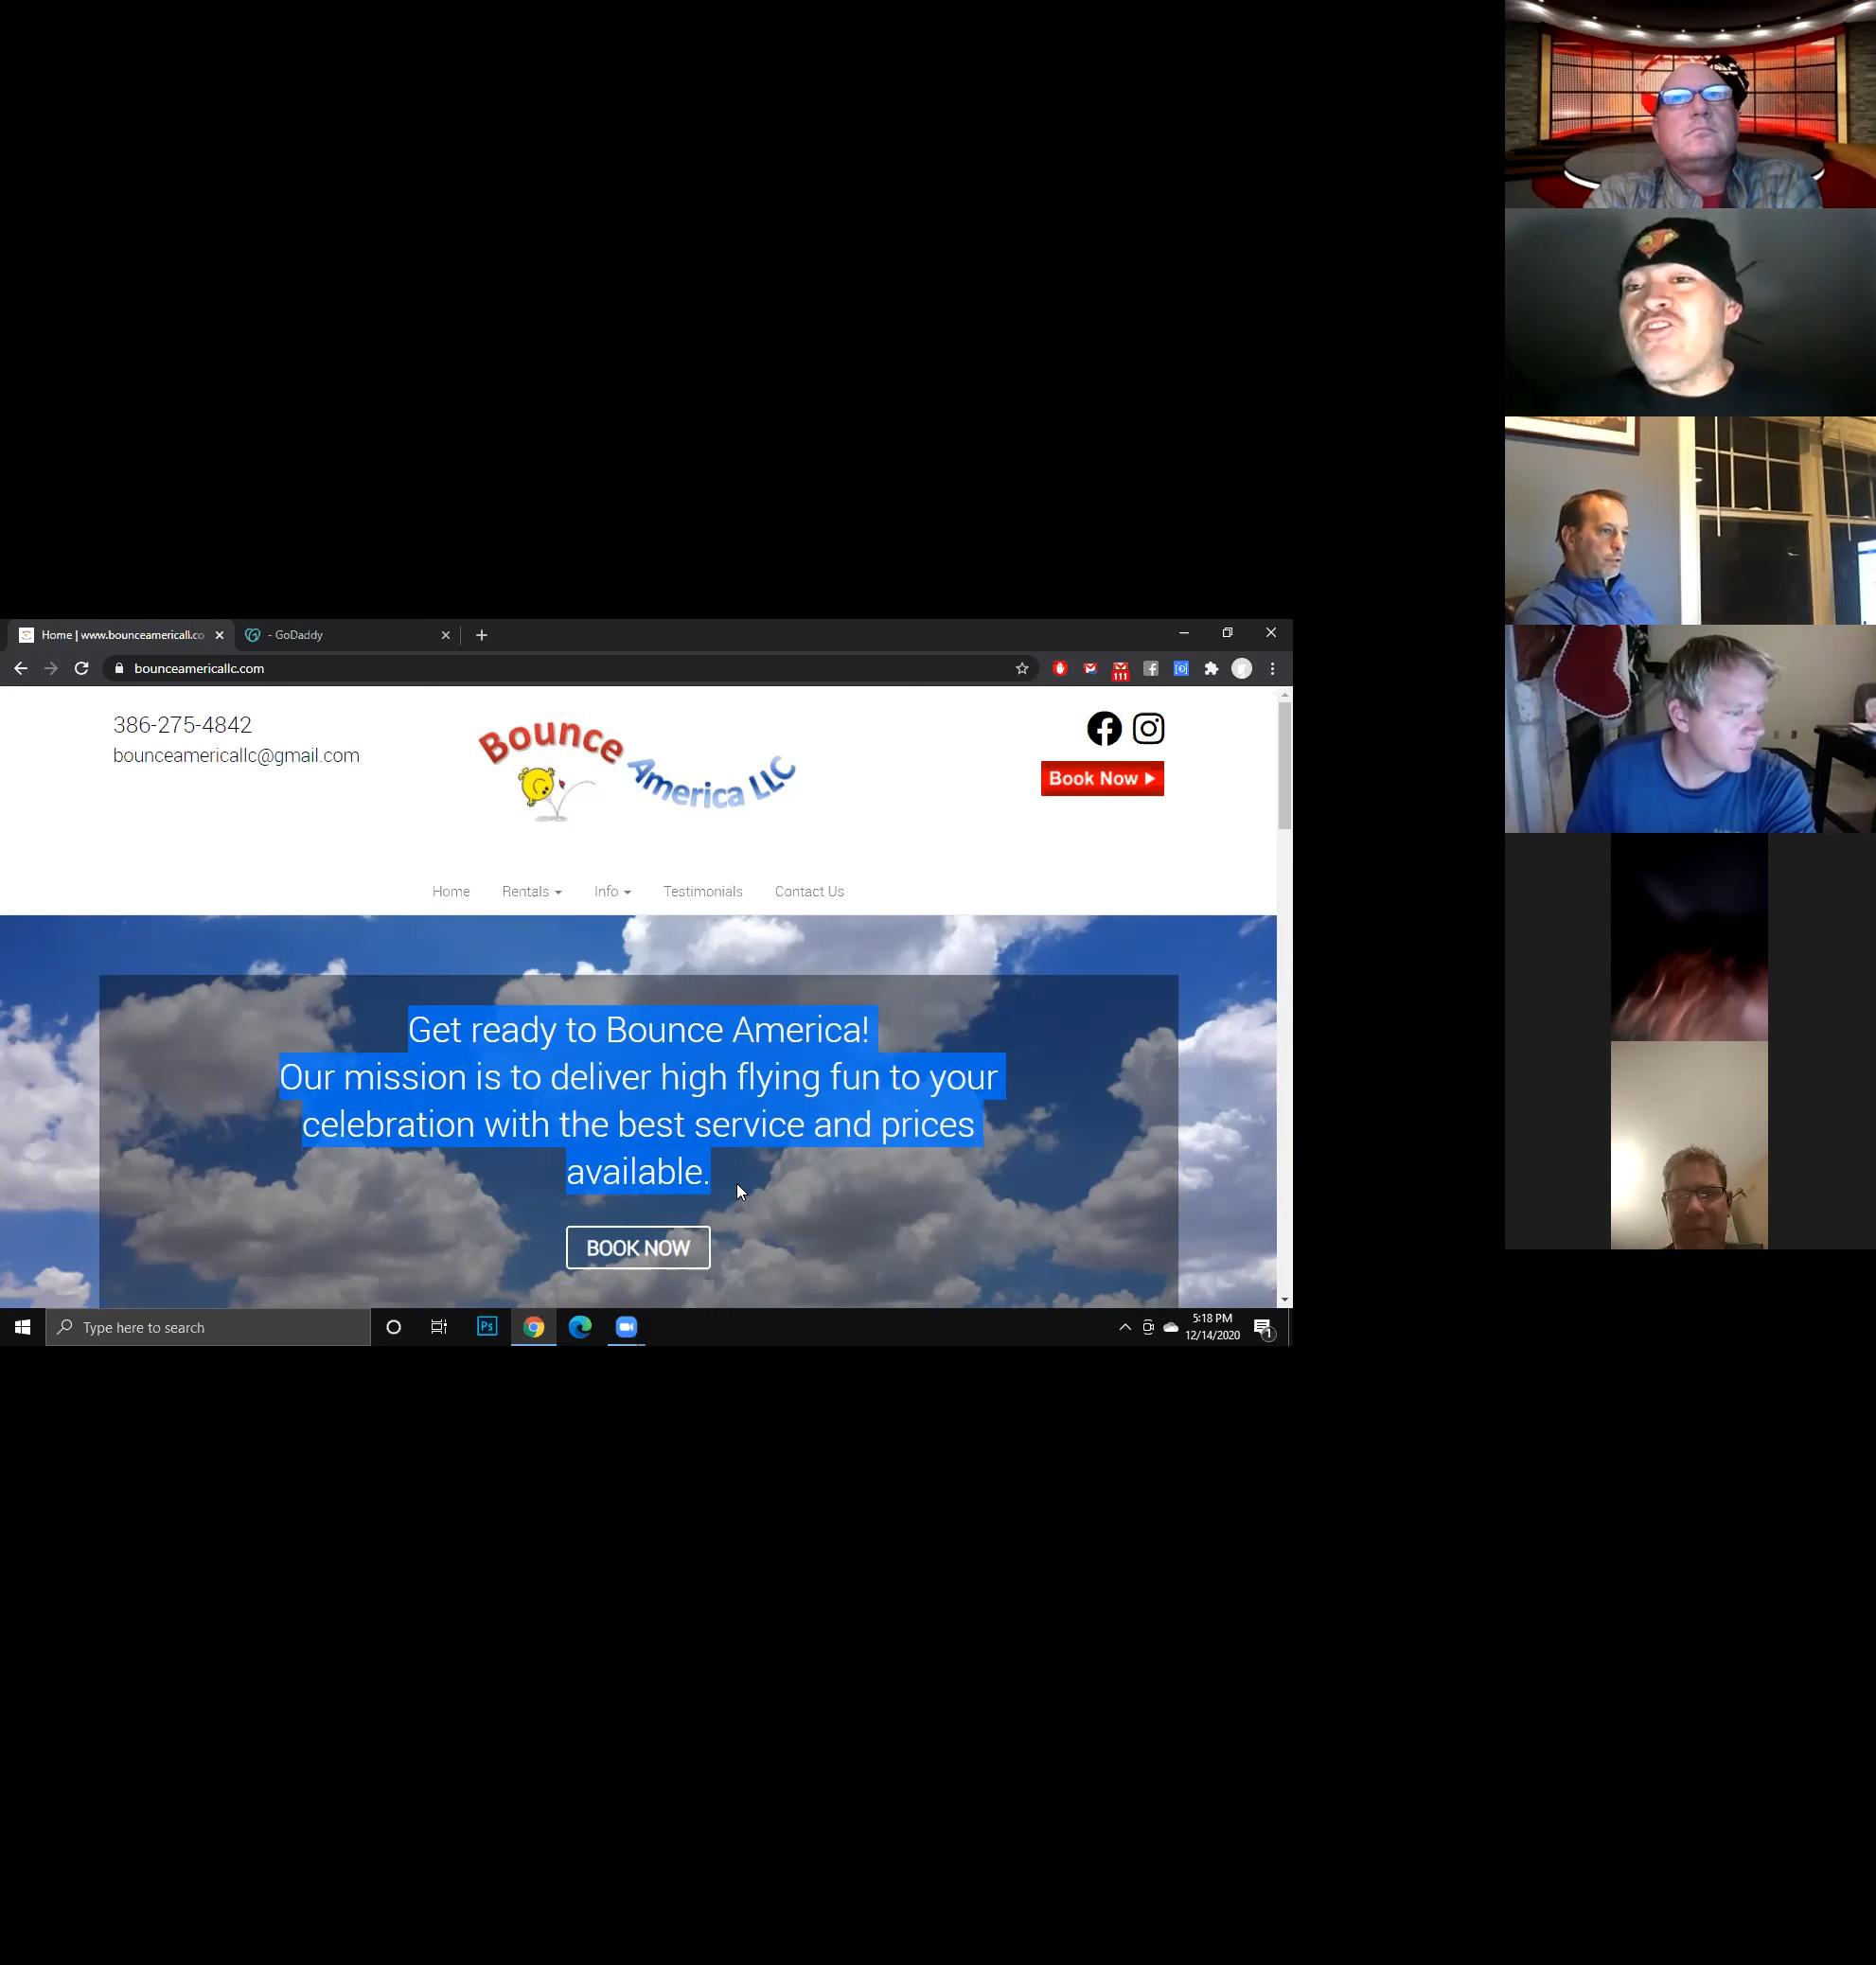 Home | www.bounceamericall.co
- GoDaddy
bounceamericallc.com
111
386-275-4842
bounceamericallc@gmail.com
Bounce
America LLC
Book Now
Home Rentals Info Testimonials Contact Us
Get ready to Bounce America!
Our mission is to deliver high flying fun to your
celebration with the best service and prices
available.
BOOK NOW
Type here to search
Ps
5:18 PM
12/14/2020
1